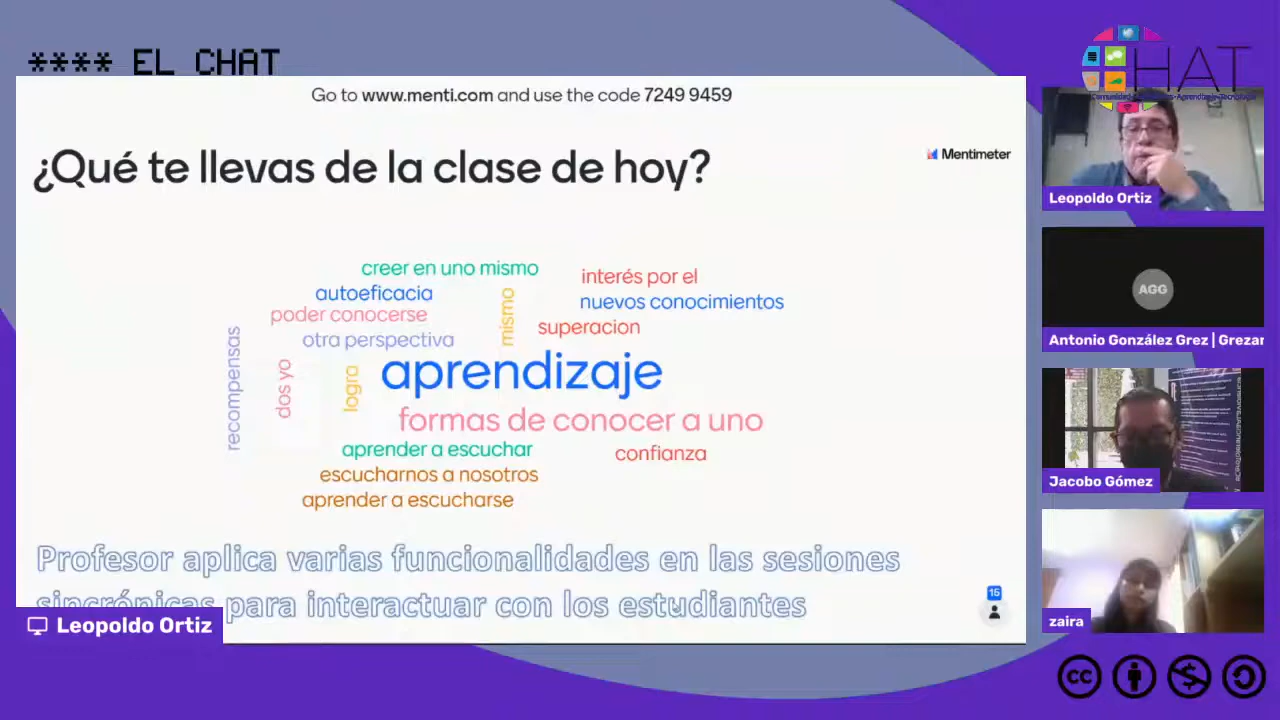 **** EL CHAT
HAT
Go to www.menti.com and use the code 7249 9459
¿Qué te llevas de la clase de hoy?
Mentimeter
creer en uno mismo
interés por el
autoeficacia
mismo
nuevos conocimientos
poder conocerse
superacion
otra perspectiva
recompensas
dos yo
logro
aprendizaje
formas de conocer a uno
aprender a escuchar
confianza
escucharnos a nosotros
aprender a escucharse
Profesor aplica varias funcionalidades en las sesiones
sincrónicas para interactuar con los estudiantes
15
Leopoldo Ortiz
Leopoldo Ortiz
AGG
Antonio González Grez | Grezar
Jacobo Gómez
zaira
cc